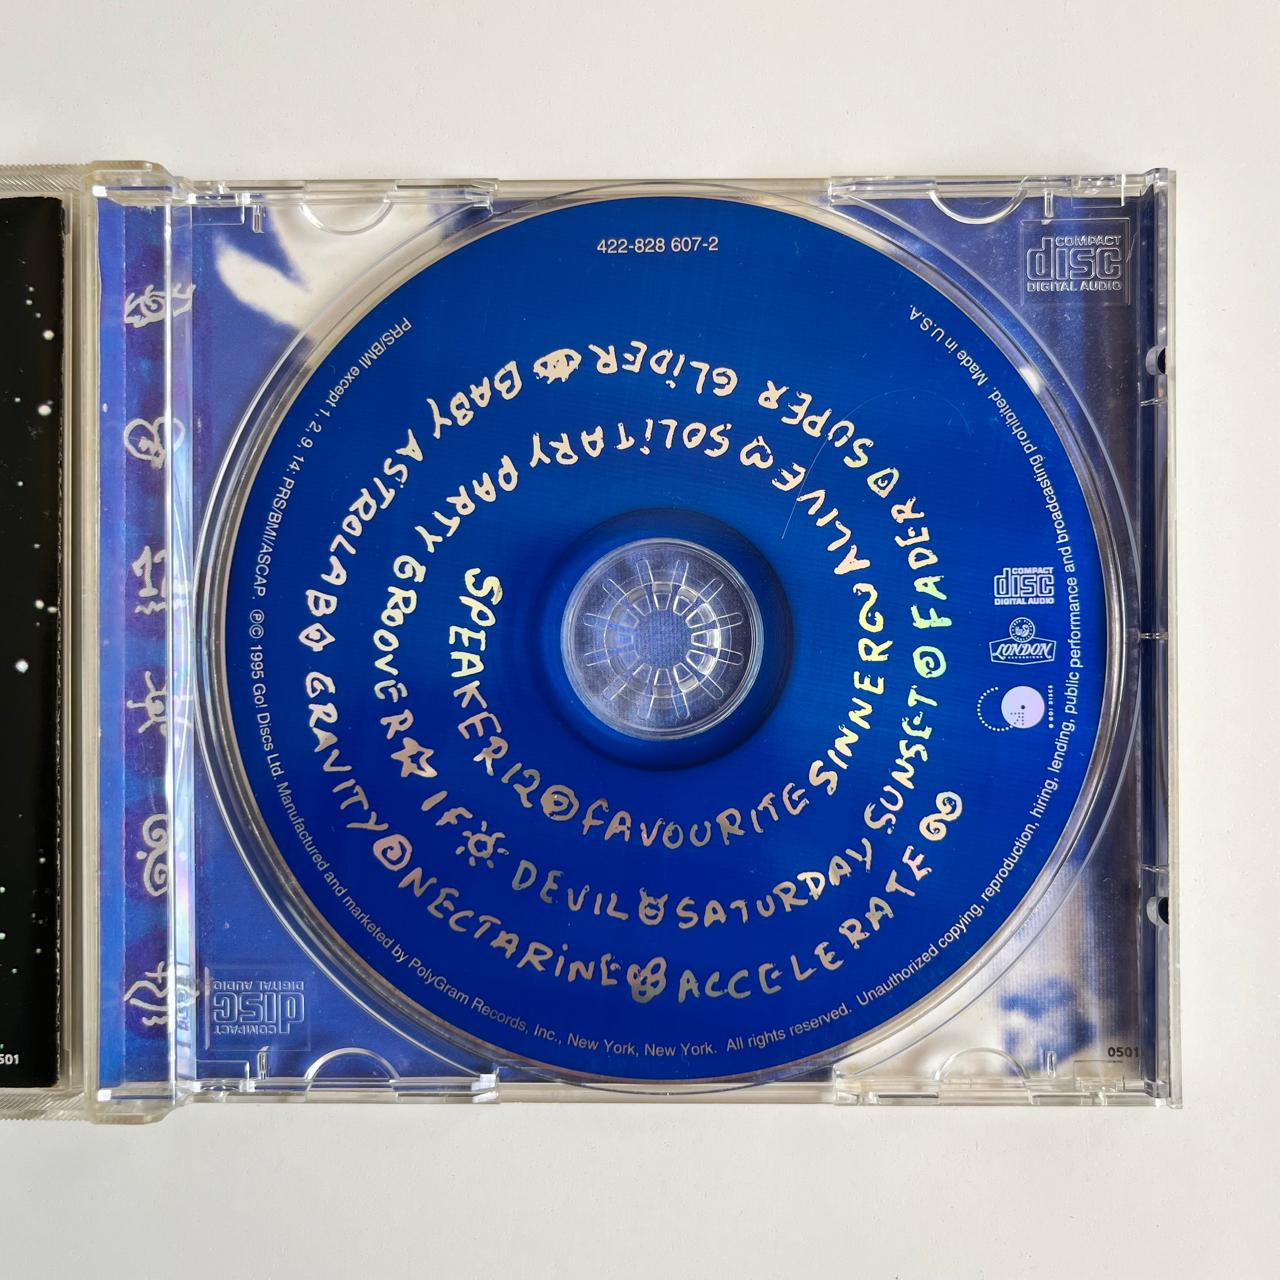 422-828 607-2
SPEAKER 12 FAVOURITE SINNER ALIVE SOLITARY PARTY GROOVER IF DEVIL SATURDAY SUNSET FADER SUPER GLIDER BABY ASTROLAB GRAVITY NECTARINE ACCELERATE
PRS/BMI except 1, 2, 9, 14: PRS/BMI/ASCAP. ℗© 1995 Go! Discs Ltd. Manufactured and marketed by PolyGram Records, Inc., New York, New York. All rights reserved. Unauthorized copying, reproduction, hiring, lending, public performance and broadcasting prohibited. Made in U.S.A.
COMPACT
disc
DIGITAL AUDIO
LONDON
RECORDINGS
GO! DISCS
COMPACT
disc
DIGITAL AUDIO
COMPACT
disc
DIGITAL AUDIO
0501
501